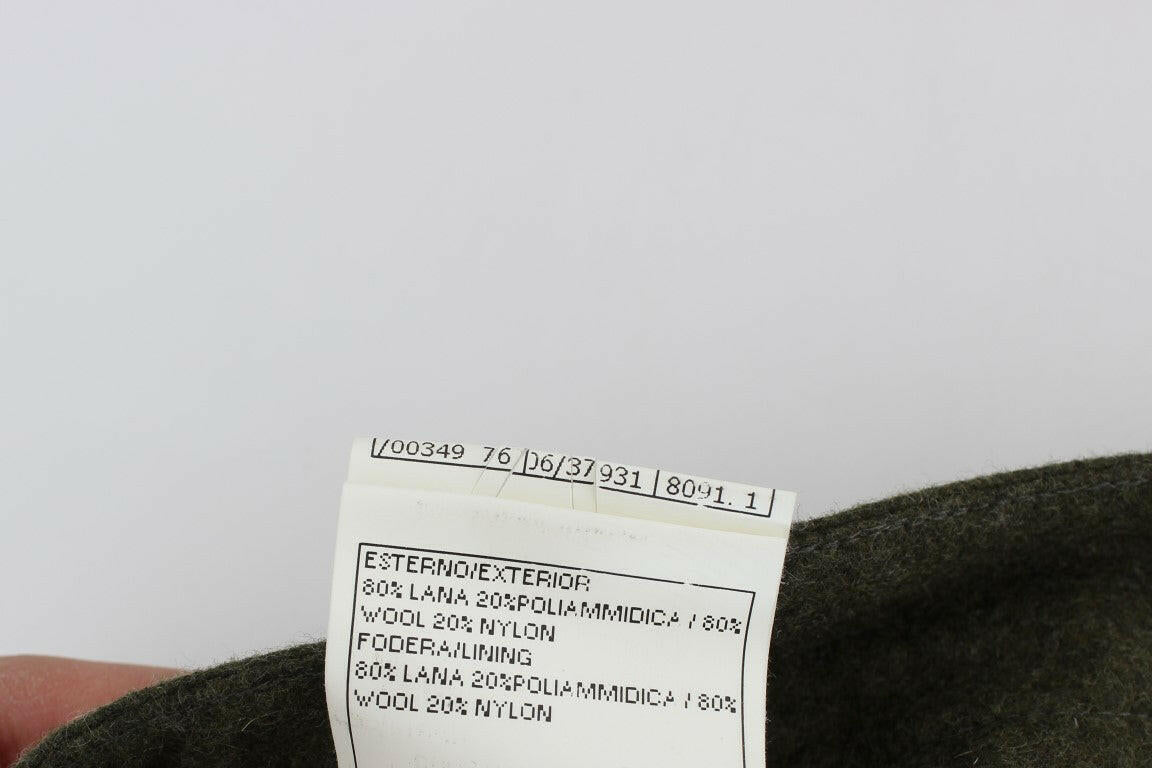 /00349 76 06/37931 8091. 1
ESTERNO/EXTERIOR
80% LANA 20%POLIAMMIDICA / 80%
WOOL 20% NYLON
FODERA/LINING
80% LANA 20%POLIAMMIDICA / 80%
WOOL 20% NYLON